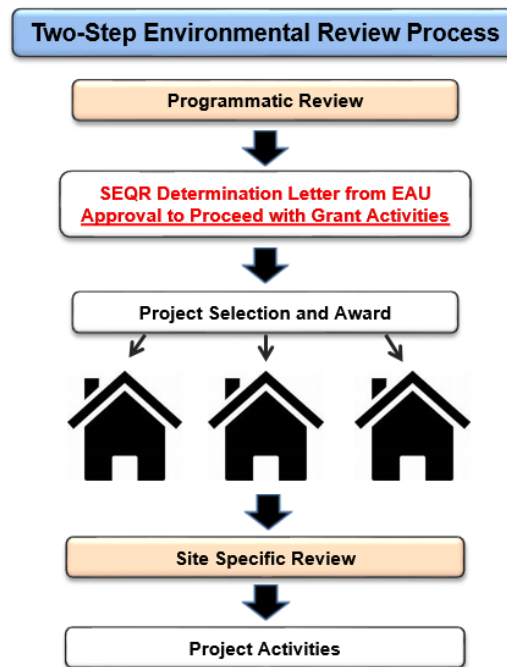 Two-Step Environmental Review Process
Programmatic Review
SEQR Determination Letter from EAU
Approval to Proceed with Grant Activities
Project Selection and Award
Site Specific Review
Project Activities